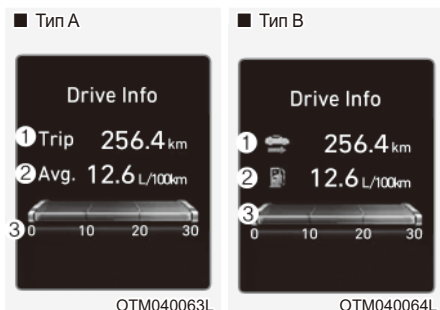 ■ Тип A
Drive Info
1 Trip 256.4 km
2 Avg. 12.6 L/100km
3
0 10 20 30
OTM040063L
■ Тип B
Drive Info
1 256.4 km
2 12.6 L/100km
3
0 10 20 30
OTM040064L